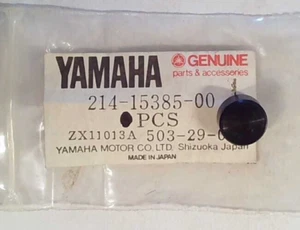 YAMAHA GENUINE
parts & accessories
214-15385-00
PCS
ZX11013A 503-29-0
YAMAHA MOTOR CO.LTD. Shizuoka Japan
MADE IN JAPAN